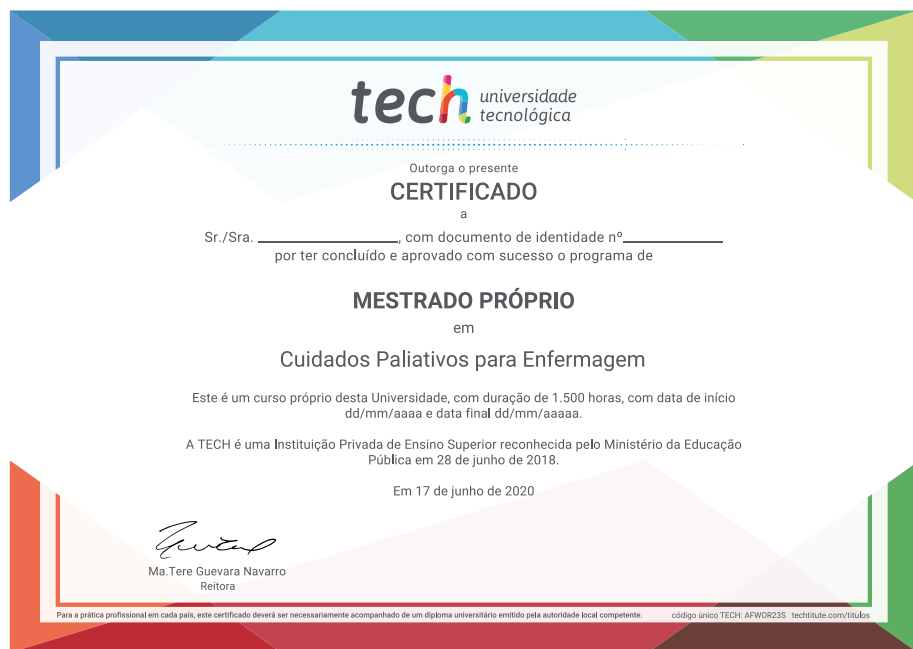 tech universidade
tecnológica
Outorga o presente
CERTIFICADO
a
Sr./Sra. ________________, com documento de identidade nº____________
por ter concluído e aprovado com sucesso o programa de
MESTRADO PRÓPRIO
em
Cuidados Paliativos para Enfermagem
Este é um curso próprio desta Universidade, com duração de 1.500 horas, com data de início
dd/mm/aaaa e data final dd/mm/aaaaa.
A TECH é uma Instituição Privada de Ensino Superior reconhecida pelo Ministério da Educação
Pública em 28 de junho de 2018.
Em 17 de junho de 2020
Ma.Tere Guevara Navarro
Reitora
Para a prática profissional em cada país, este certificado deverá ser necessariamente acompanhado de um diploma universitário emitido pela autoridade local competente. código único TECH: AFWOR23S techtitute.com/titulos